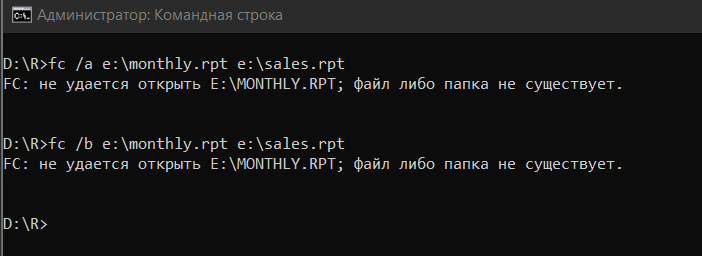 Администратор: Командная строка
D:\R>fc /a e:\monthly.rpt e:\sales.rpt
FC: не удается открыть E:\MONTHLY.RPT; файл либо папка не существует.
D:\R>fc /b e:\monthly.rpt e:\sales.rpt
FC: не удается открыть E:\MONTHLY.RPT; файл либо папка не существует.
D:\R>